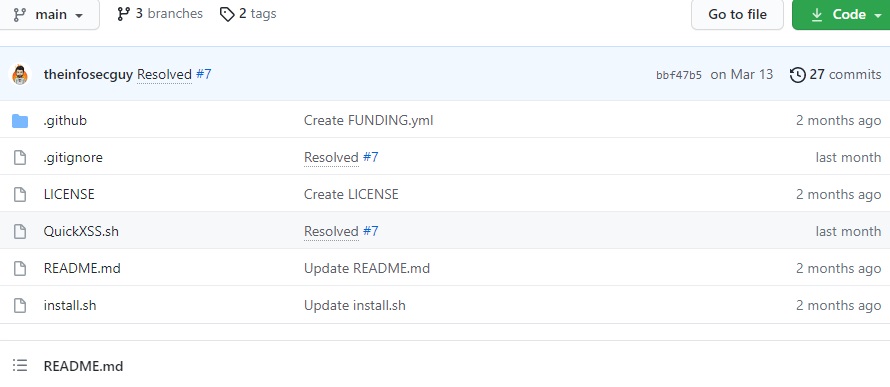 main 3 branches 2 tags Go to file Code
theinfosecguy Resolved #7 bbf47b5 on Mar 13 27 commits
.github Create FUNDING.yml 2 months ago
.gitignore Resolved #7 last month
LICENSE Create LICENSE 2 months ago
QuickXSS.sh Resolved #7 last month
README.md Update README.md 2 months ago
install.sh Update install.sh 2 months ago
README.md